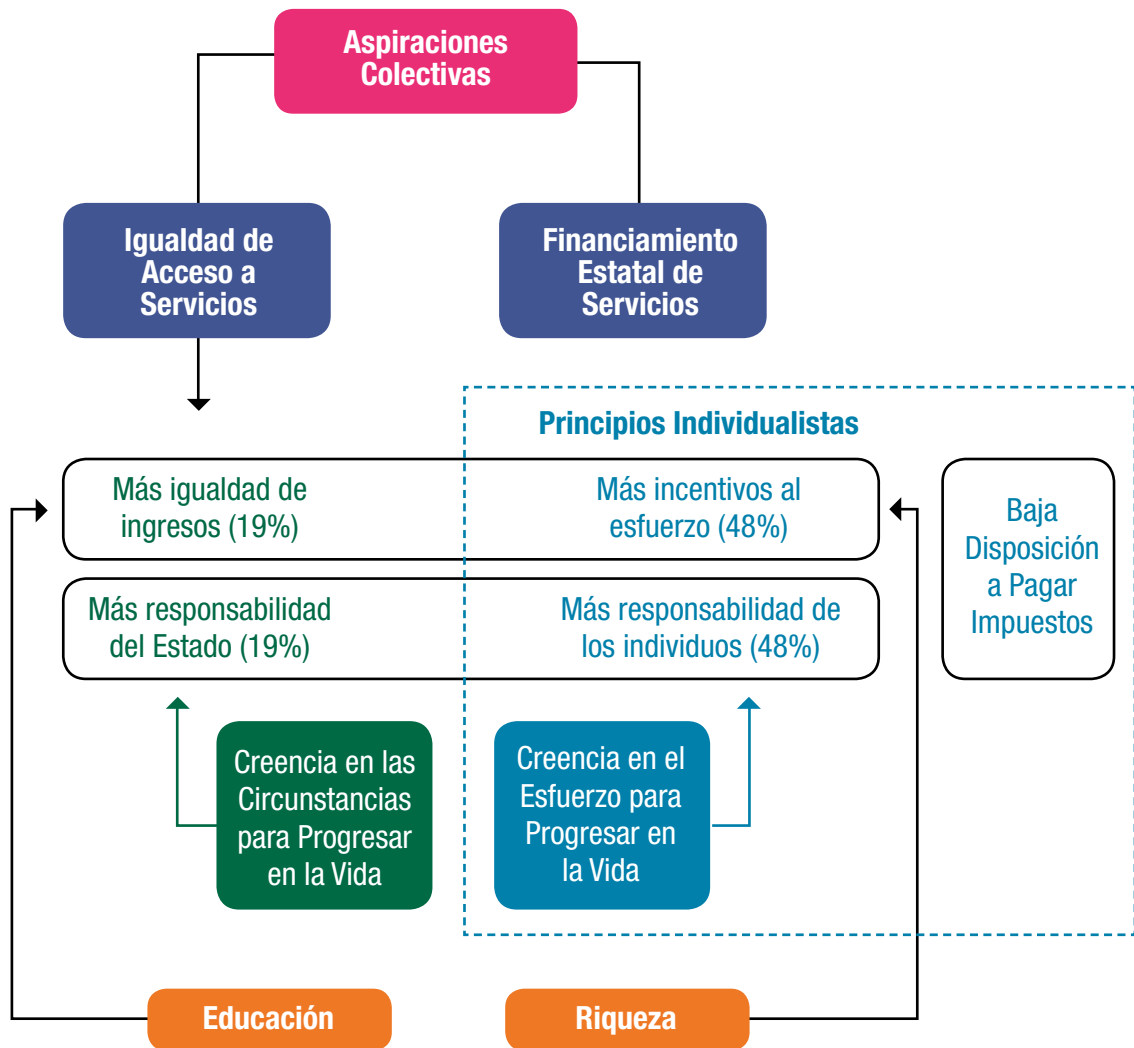 Aspiraciones
Colectivas
Igualdad de
Acceso a
Servicios
Financiamiento
Estatal de
Servicios
Principios Individualistas
Más igualdad de
ingresos (19%)
Más incentivos al
esfuerzo (48%)
Más responsabilidad
del Estado (19%)
Más responsabilidad de
los individuos (48%)
Baja
Disposición
a Pagar
Impuestos
Creencia en las
Circunstancias
para Progresar
en la Vida
Creencia en el
Esfuerzo para
Progresar en
la Vida
Educación
Riqueza